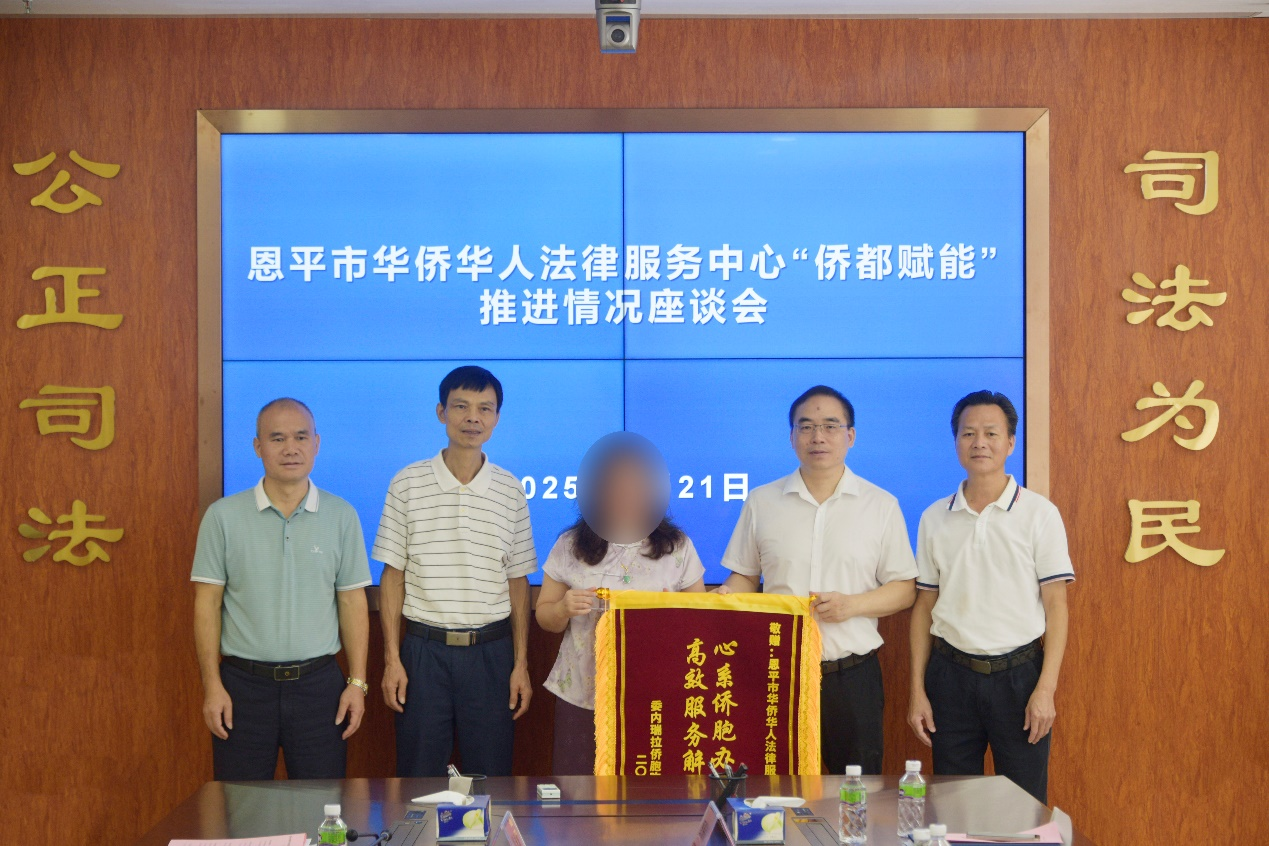 公正司法
恩平市华侨华人法律服务中心“侨都赋能”
推进情况座谈会
025
21日
司法为民
敬赠：恩平市华侨华人法律服
心系侨胞办
高效服务解
委内瑞拉侨胞
二〇